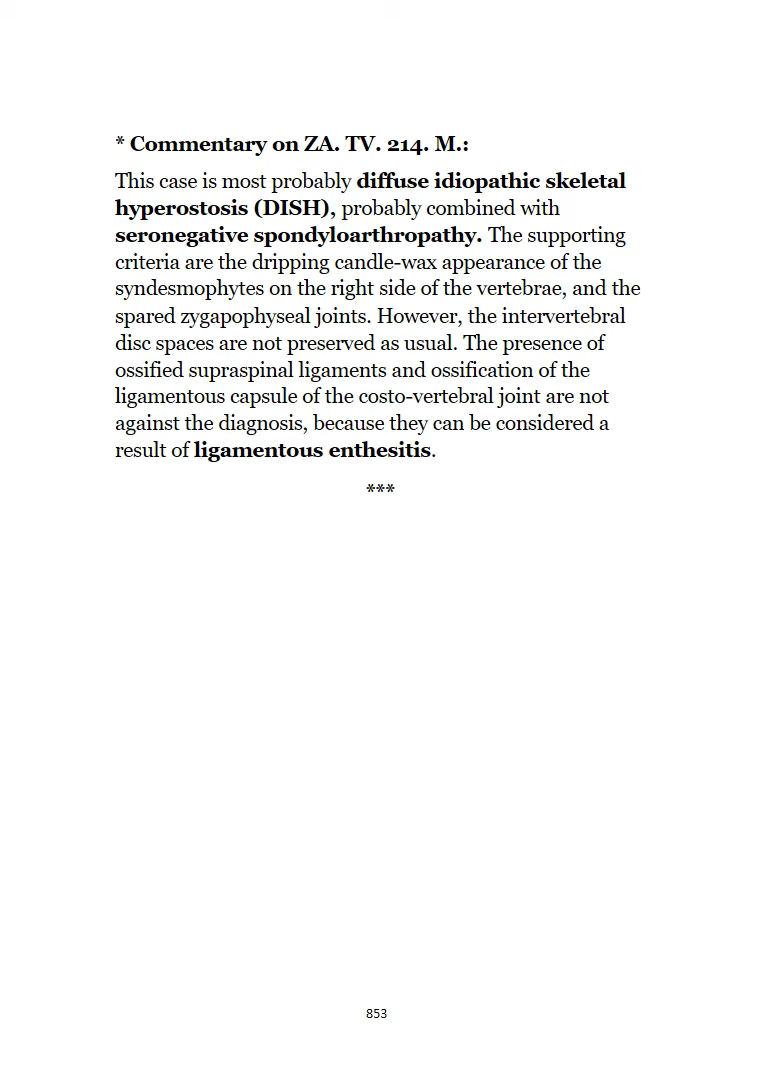 * Commentary on ZA. TV. 214. M.:
This case is most probably diffuse idiopathic skeletal
hyperostosis (DISH), probably combined with
seronegative spondyloarthropathy. The supporting
criteria are the dripping candle-wax appearance of the
syndesmophytes on the right side of the vertebrae, and the
spared zygapophyseal joints. However, the intervertebral
disc spaces are not preserved as usual. The presence of
ossified supraspinal ligaments and ossification of the
ligamentous capsule of the costo-vertebral joint are not
against the diagnosis, because they can be considered a
result of ligamentous enthesitis.
***
853